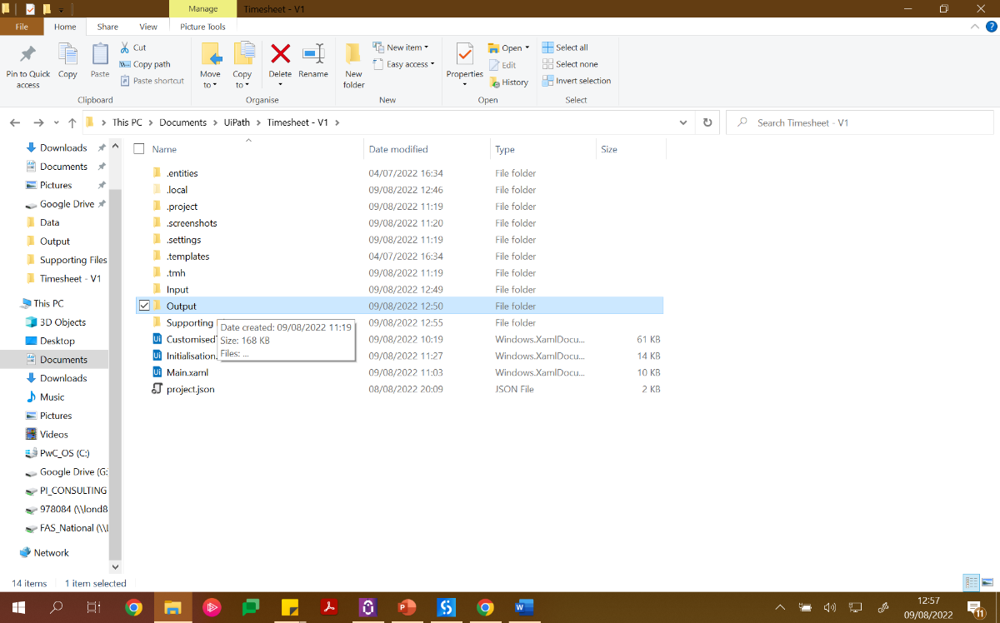 Manage
Timesheet - V1
File
Home
Share
View
Picture Tools
Pin to Quick access
Copy
Paste
Cut
Copy path
Paste shortcut
Clipboard
Move to
Copy to
Delete
Rename
Organise
New folder
New item
Easy access
New
Properties
Open
Edit
History
Open
Select all
Select none
Invert selection
Select
This PC > Documents > UiPath > Timesheet - V1 >
Search Timesheet - V1
Downloads
Documents
Pictures
Google Drive
Data
Output
Supporting Files
Timesheet - V1
This PC
3D Objects
Desktop
Documents
Downloads
Music
Pictures
Videos
PwC_OS (C:)
Google Drive (G:
PI_CONSULTING
978084 (\\lond8
FAS_National (\\L
Network
Name Date modified Type Size
.entities 04/07/2022 16:34 File folder
.local 09/08/2022 12:46 File folder
.project 09/08/2022 11:19 File folder
.screenshots 09/08/2022 11:20 File folder
.settings 09/08/2022 11:19 File folder
.templates 04/07/2022 16:34 File folder
.tmh 09/08/2022 11:19 File folder
Input 09/08/2022 12:49 File folder
Output 09/08/2022 12:50 File folder
Supporting 09/08/2022 12:55 File folder
Customised 09/08/2022 10:19 Windows.XamlDocu... 61 KB
Initialisation. 09/08/2022 11:27 Windows.XamlDocu... 14 KB
Main.xaml 09/08/2022 11:03 Windows.XamlDocu... 10 KB
project.json 08/08/2022 20:09 JSON File 2 KB
Date created: 09/08/2022 11:19
Size: 168 KB
Files: ...
14 items 1 item selected
12:57
09/08/2022
11